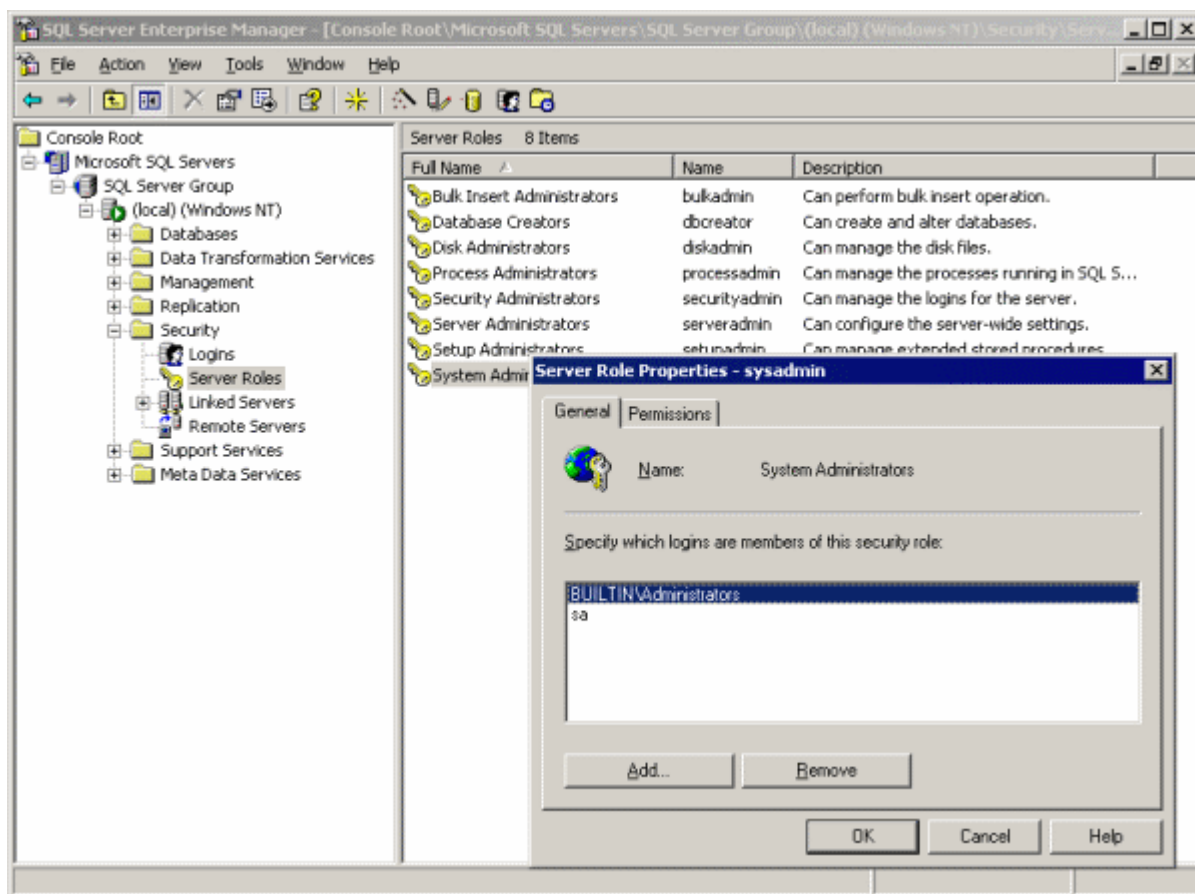 SQL Server Enterprise Manager - [Console Root\Microsoft SQL Servers\SQL Server Group\(local) (Windows NT)\Security\Serv...
File Action View Tools Window Help
Console Root
Microsoft SQL Servers
SQL Server Group
(local) (Windows NT)
Databases
Data Transformation Services
Management
Replication
Security
Logins
Server Roles
Linked Servers
Remote Servers
Support Services
Meta Data Services
Server Roles 8 Items
Full Name Name Description
Bulk Insert Administrators bulkadmin Can perform bulk insert operation.
Database Creators dbcreator Can create and alter databases.
Disk Administrators diskadmin Can manage the disk files.
Process Administrators processadmin Can manage the processes running in SQL S...
Security Administrators securityadmin Can manage the logins for the server.
Server Administrators serveradmin Can configure the server-wide settings.
Setup Administrators setupadmin Can manage extended stored procedures
System Admir
Server Role Properties - sysadmin
General Permissions
Name: System Administrators
Specify which logins are members of this security role:
BUILTIN\Administrators
sa
Add... Remove
OK Cancel Help